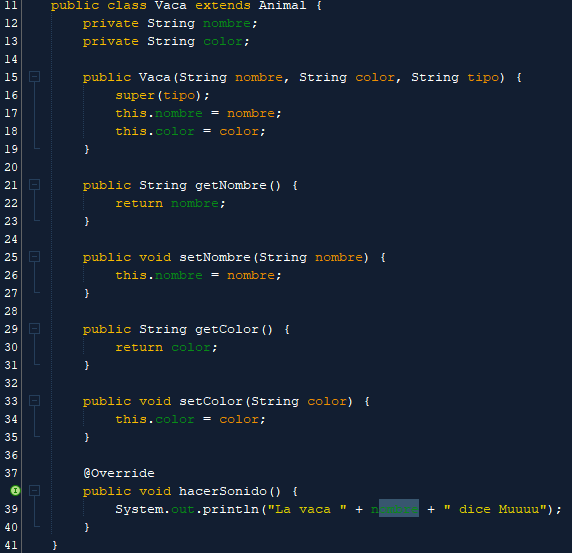 11 public class Vaca extends Animal {
12 private String nombre;
13 private String color;
14
15 public Vaca(String nombre, String color, String tipo) {
16 super(tipo);
17 this.nombre = nombre;
18 this.color = color;
19 }
20
21 public String getNombre() {
22 return nombre;
23 }
24
25 public void setNombre(String nombre) {
26 this.nombre = nombre;
27 }
28
29 public String getColor() {
30 return color;
31 }
32
33 public void setColor(String color) {
34 this.color = color;
35 }
36
37 @Override
public void hacerSonido() {
39 System.out.println("La vaca " + nombre + " dice Muuuu");
40 }
41 }